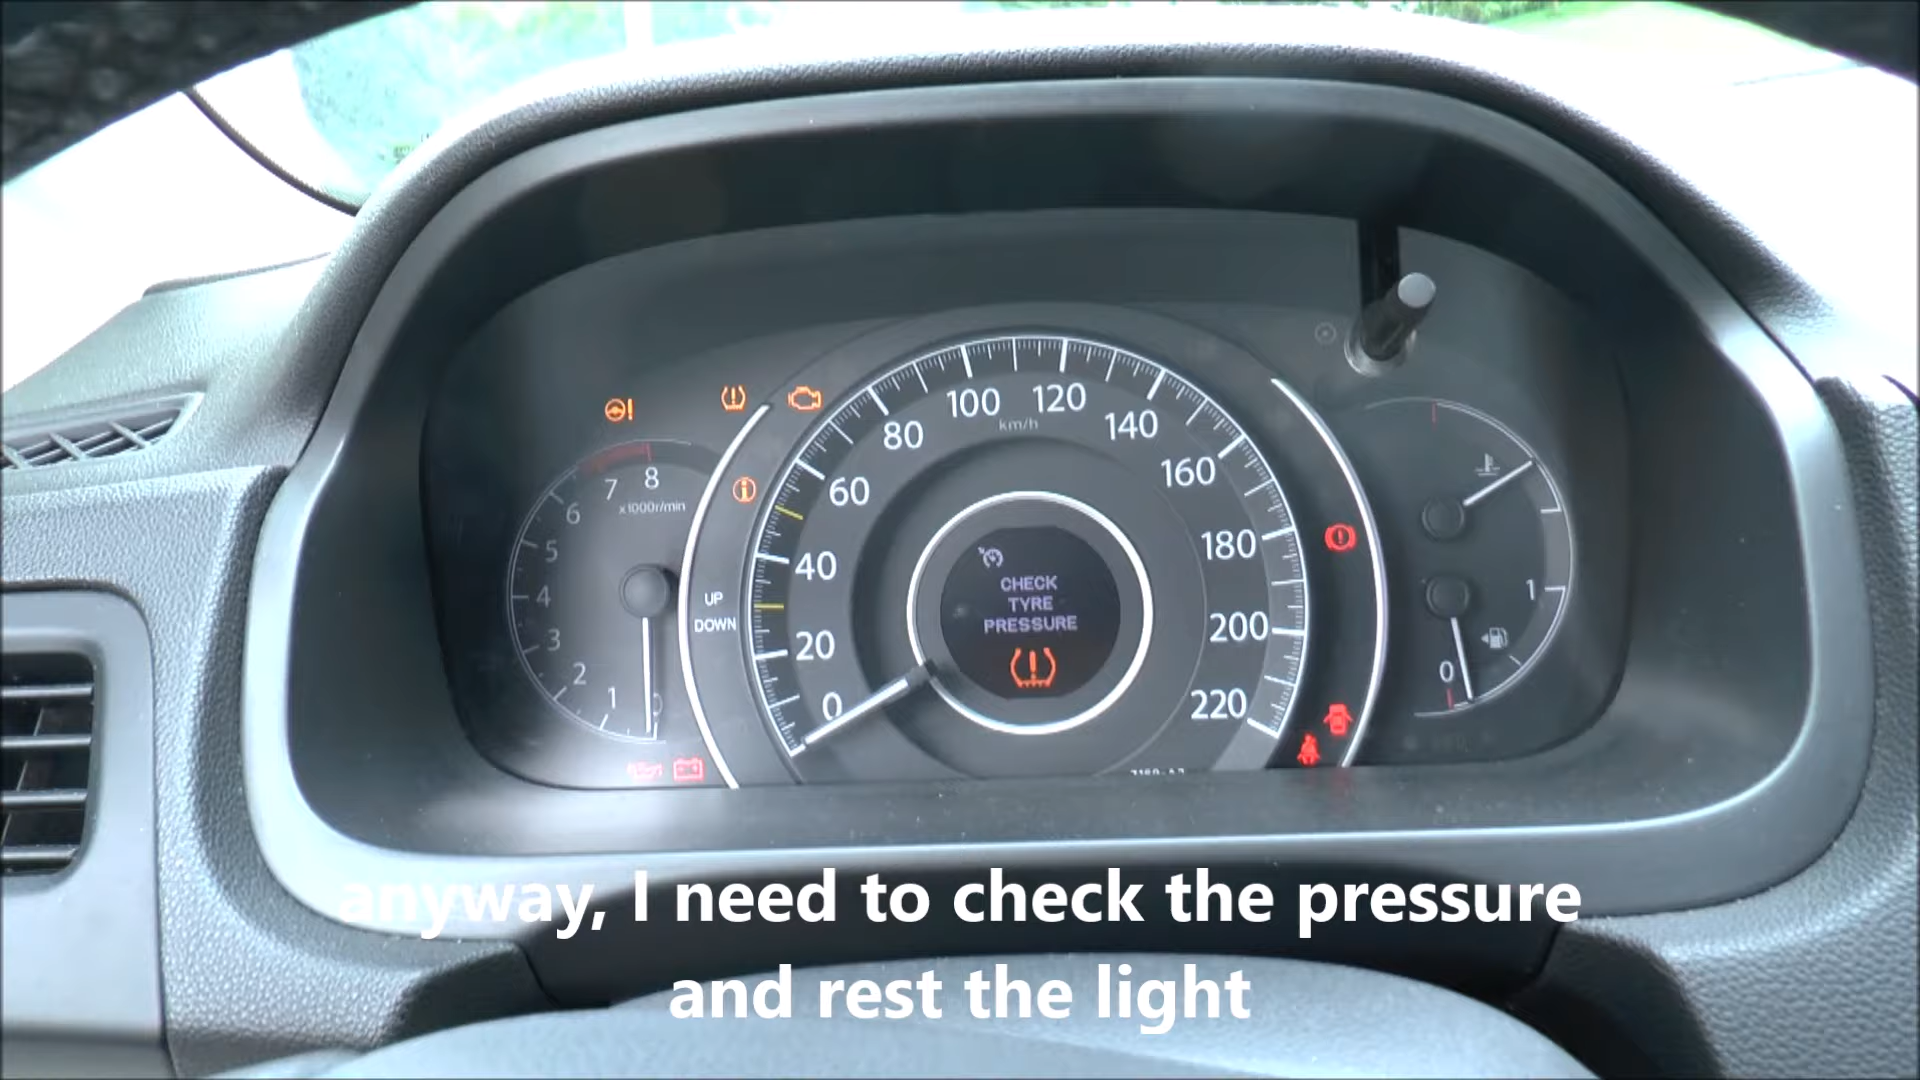 100 120
km/h
80 140
60 160
7 8
x1000r/min
6
5
4
3
2
1
UP
DOWN
40
20
0
CHECK
TYRE
PRESSURE
180
200
220
1
0
anyway, I need to check the pressure
and rest the light